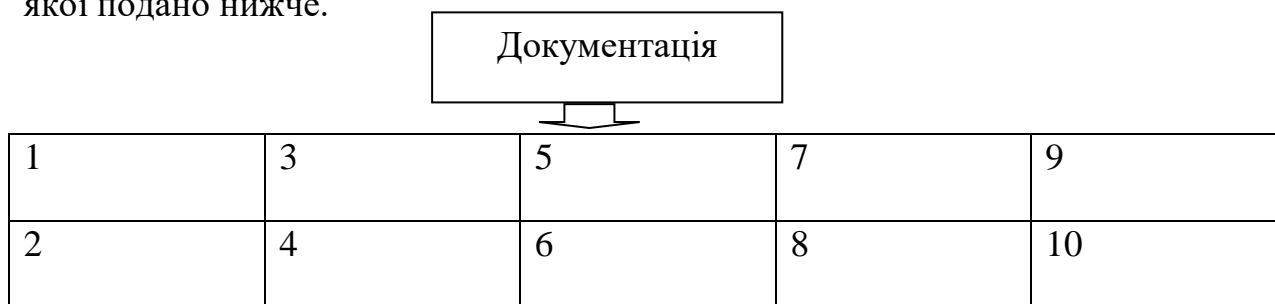 якої подано нижче.
Документація
1 3 5 7 9
2 4 6 8 10